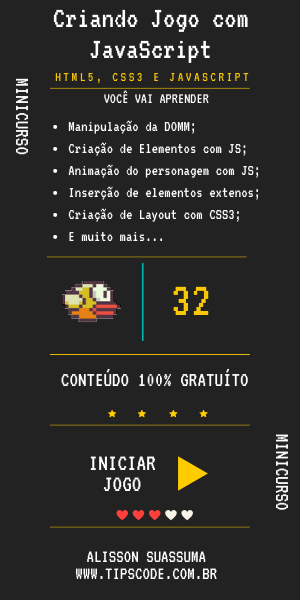 Criando Jogo com
JavaScript
HTML5, CSS3 E JAVASCRIPT
VOCÊ VAI APRENDER
MINICURSO
Manipulação da DOMM;
Criação de Elementos com JS;
Animação do personagem com JS;
Inserção de elementos extenos;
Criação de Layout com CSS3;
E muito mais...
32
CONTEÚDO 100% GRATUÍTO
INICIAR
JOGO
MINICURSO
ALISSON SUASSUMA
WWW.TIPSCODE.COM.BR